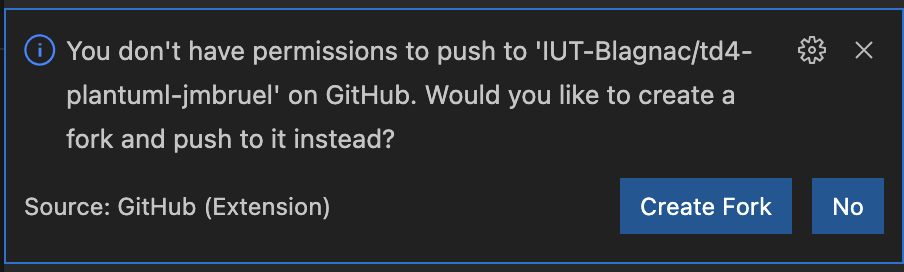 You don't have permissions to push to 'IUT-Blagnac/td4-
plantuml-jmbruel' on GitHub. Would you like to create a
fork and push to it instead?
Source: GitHub (Extension)
Create Fork
No